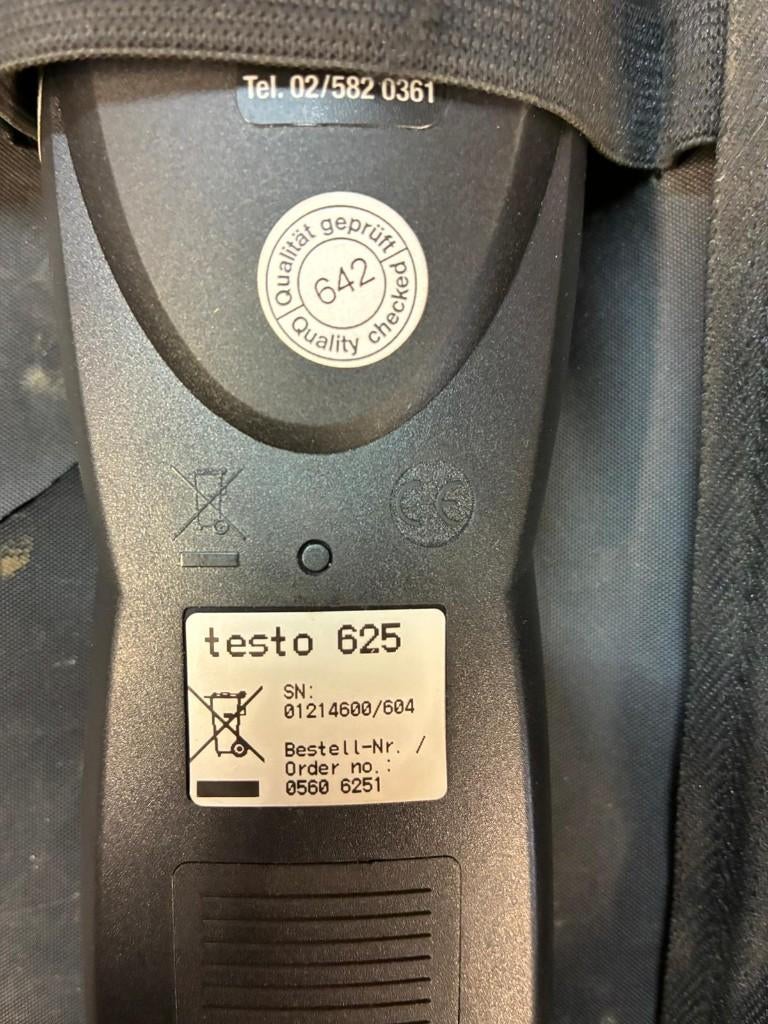 Tel. 02/582 0361
Qualität geprüft
642
Quality checked
CE
testo 625
SN:
01214600/604
Bestell-Nr. /
Order no.:
0560 6251